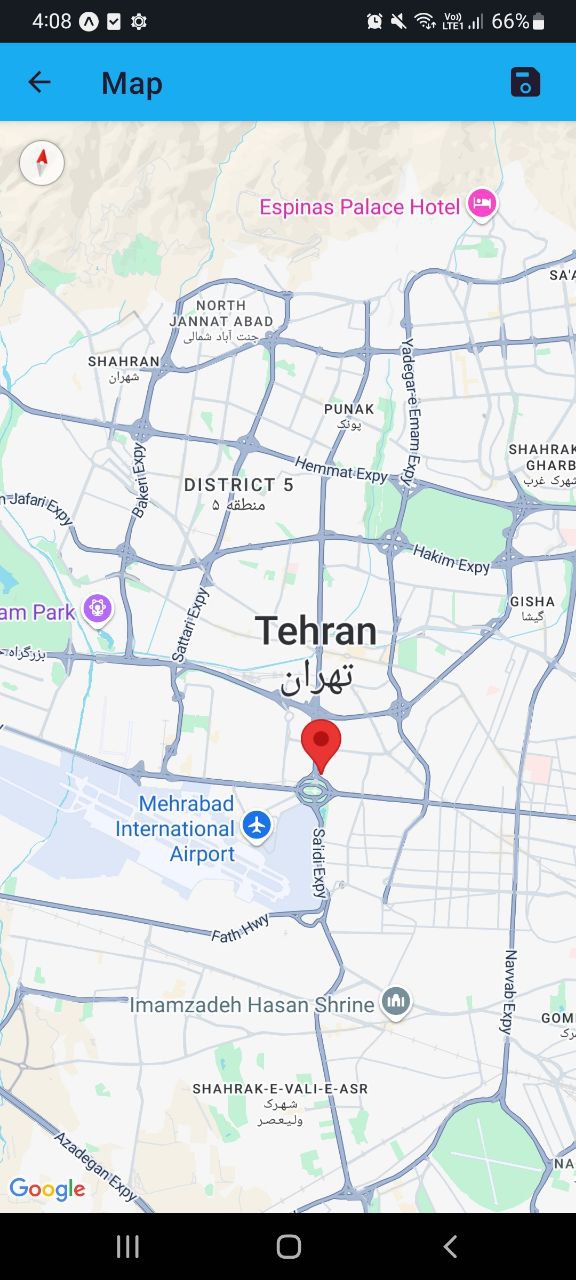 4:08
Vo))
LTE1
66%
Map
Espinas Palace Hotel
NORTH
JANNAT ABAD
جنت آباد شمالی
SHAHRAN
شهران
PUNAK
پونک
Yadegar-e Emam Expy
SHAHRAK
GHARB
شهرک غرب
Hemmat Expy
Bakeri Expy
DISTRICT 5
منطقه ۵
n Jafari Expy
Hakim Expy
GISHA
گیشا
am Park
Sattari Expy
Tehran
تهران
بزرگراه
Mehrabad
International
Airport
Sa'idi Expy
Fath Hwy
Navvab Expy
Imamzadeh Hasan Shrine
GOM
SHAHRAK-E-VALI-E-ASR
شهرک
ولیعصر
Azadegan Expy
NA
Google